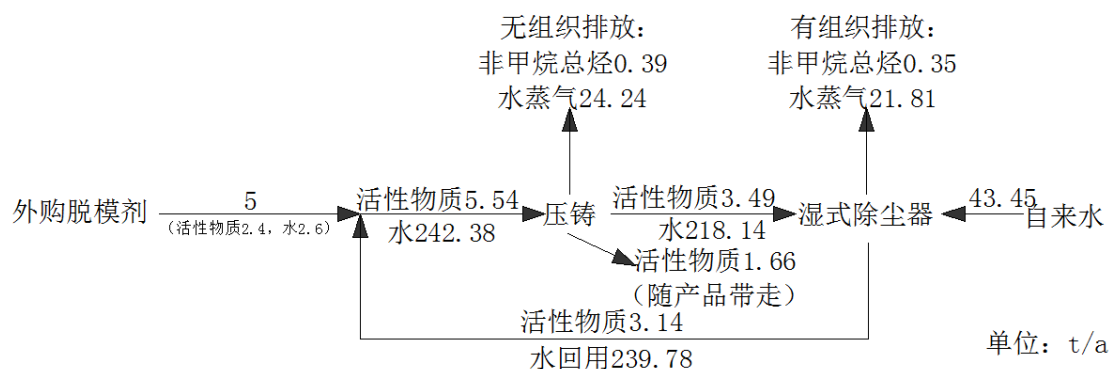 无组织排放：
非甲烷总烃0.39
水蒸气24.24
有组织排放：
非甲烷总烃0.35
水蒸气21.81
外购脱模剂
5
（活性物质2.4，水2.6）
活性物质5.54
水242.38
压铸
活性物质3.49
水218.14
湿式除尘器
43.45
自来水
活性物质1.66
（随产品带走）
活性物质3.14
水回用239.78
单位：t/a